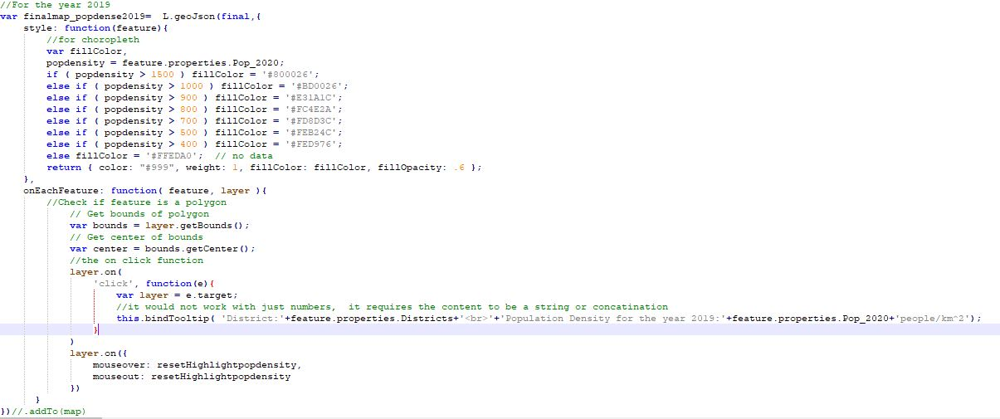 //For the year 2019
var finalmap_popdense2019=  L.geoJson(final,{
    style: function(feature){
        //for choropleth
        var fillColor,
        popdensity = feature.properties.Pop_2020;
        if ( popdensity > 1500 ) fillColor = '#800026';
        else if ( popdensity > 1000 ) fillColor = '#BD0026';
        else if ( popdensity > 900 ) fillColor = '#E31A1C';
        else if ( popdensity > 800 ) fillColor = '#FC4E2A';
        else if ( popdensity > 700 ) fillColor = '#FD8D3C';
        else if ( popdensity > 500 ) fillColor = '#FEB24C';
        else if ( popdensity > 400 ) fillColor = '#FED976';
        else fillColor = '#FFEDA0';  // no data
        return { color: "#999", weight: 1, fillColor: fillColor, fillOpacity: .6 };
    },
    onEachFeature: function( feature, layer ){
        //Check if feature is a polygon
            // Get bounds of polygon
            var bounds = layer.getBounds();
            // Get center of bounds
            var center = bounds.getCenter();
            //the on click function
            layer.on(
                'click', function(e){
                    var layer = e.target;
                    //it would not work with just numbers,  it requires the content to be a string or concatination
                    this.bindTooltip( 'District:'+feature.properties.Districts+'<br>'+'Population Density for the year 2019:'+feature.properties.Pop_2020+'people/km^2');
                }
            )
            layer.on({
                mouseover: resetHighlightpopdensity,
                mouseout: resetHighlightpopdensity
            })
      }
})//.addTo(map)